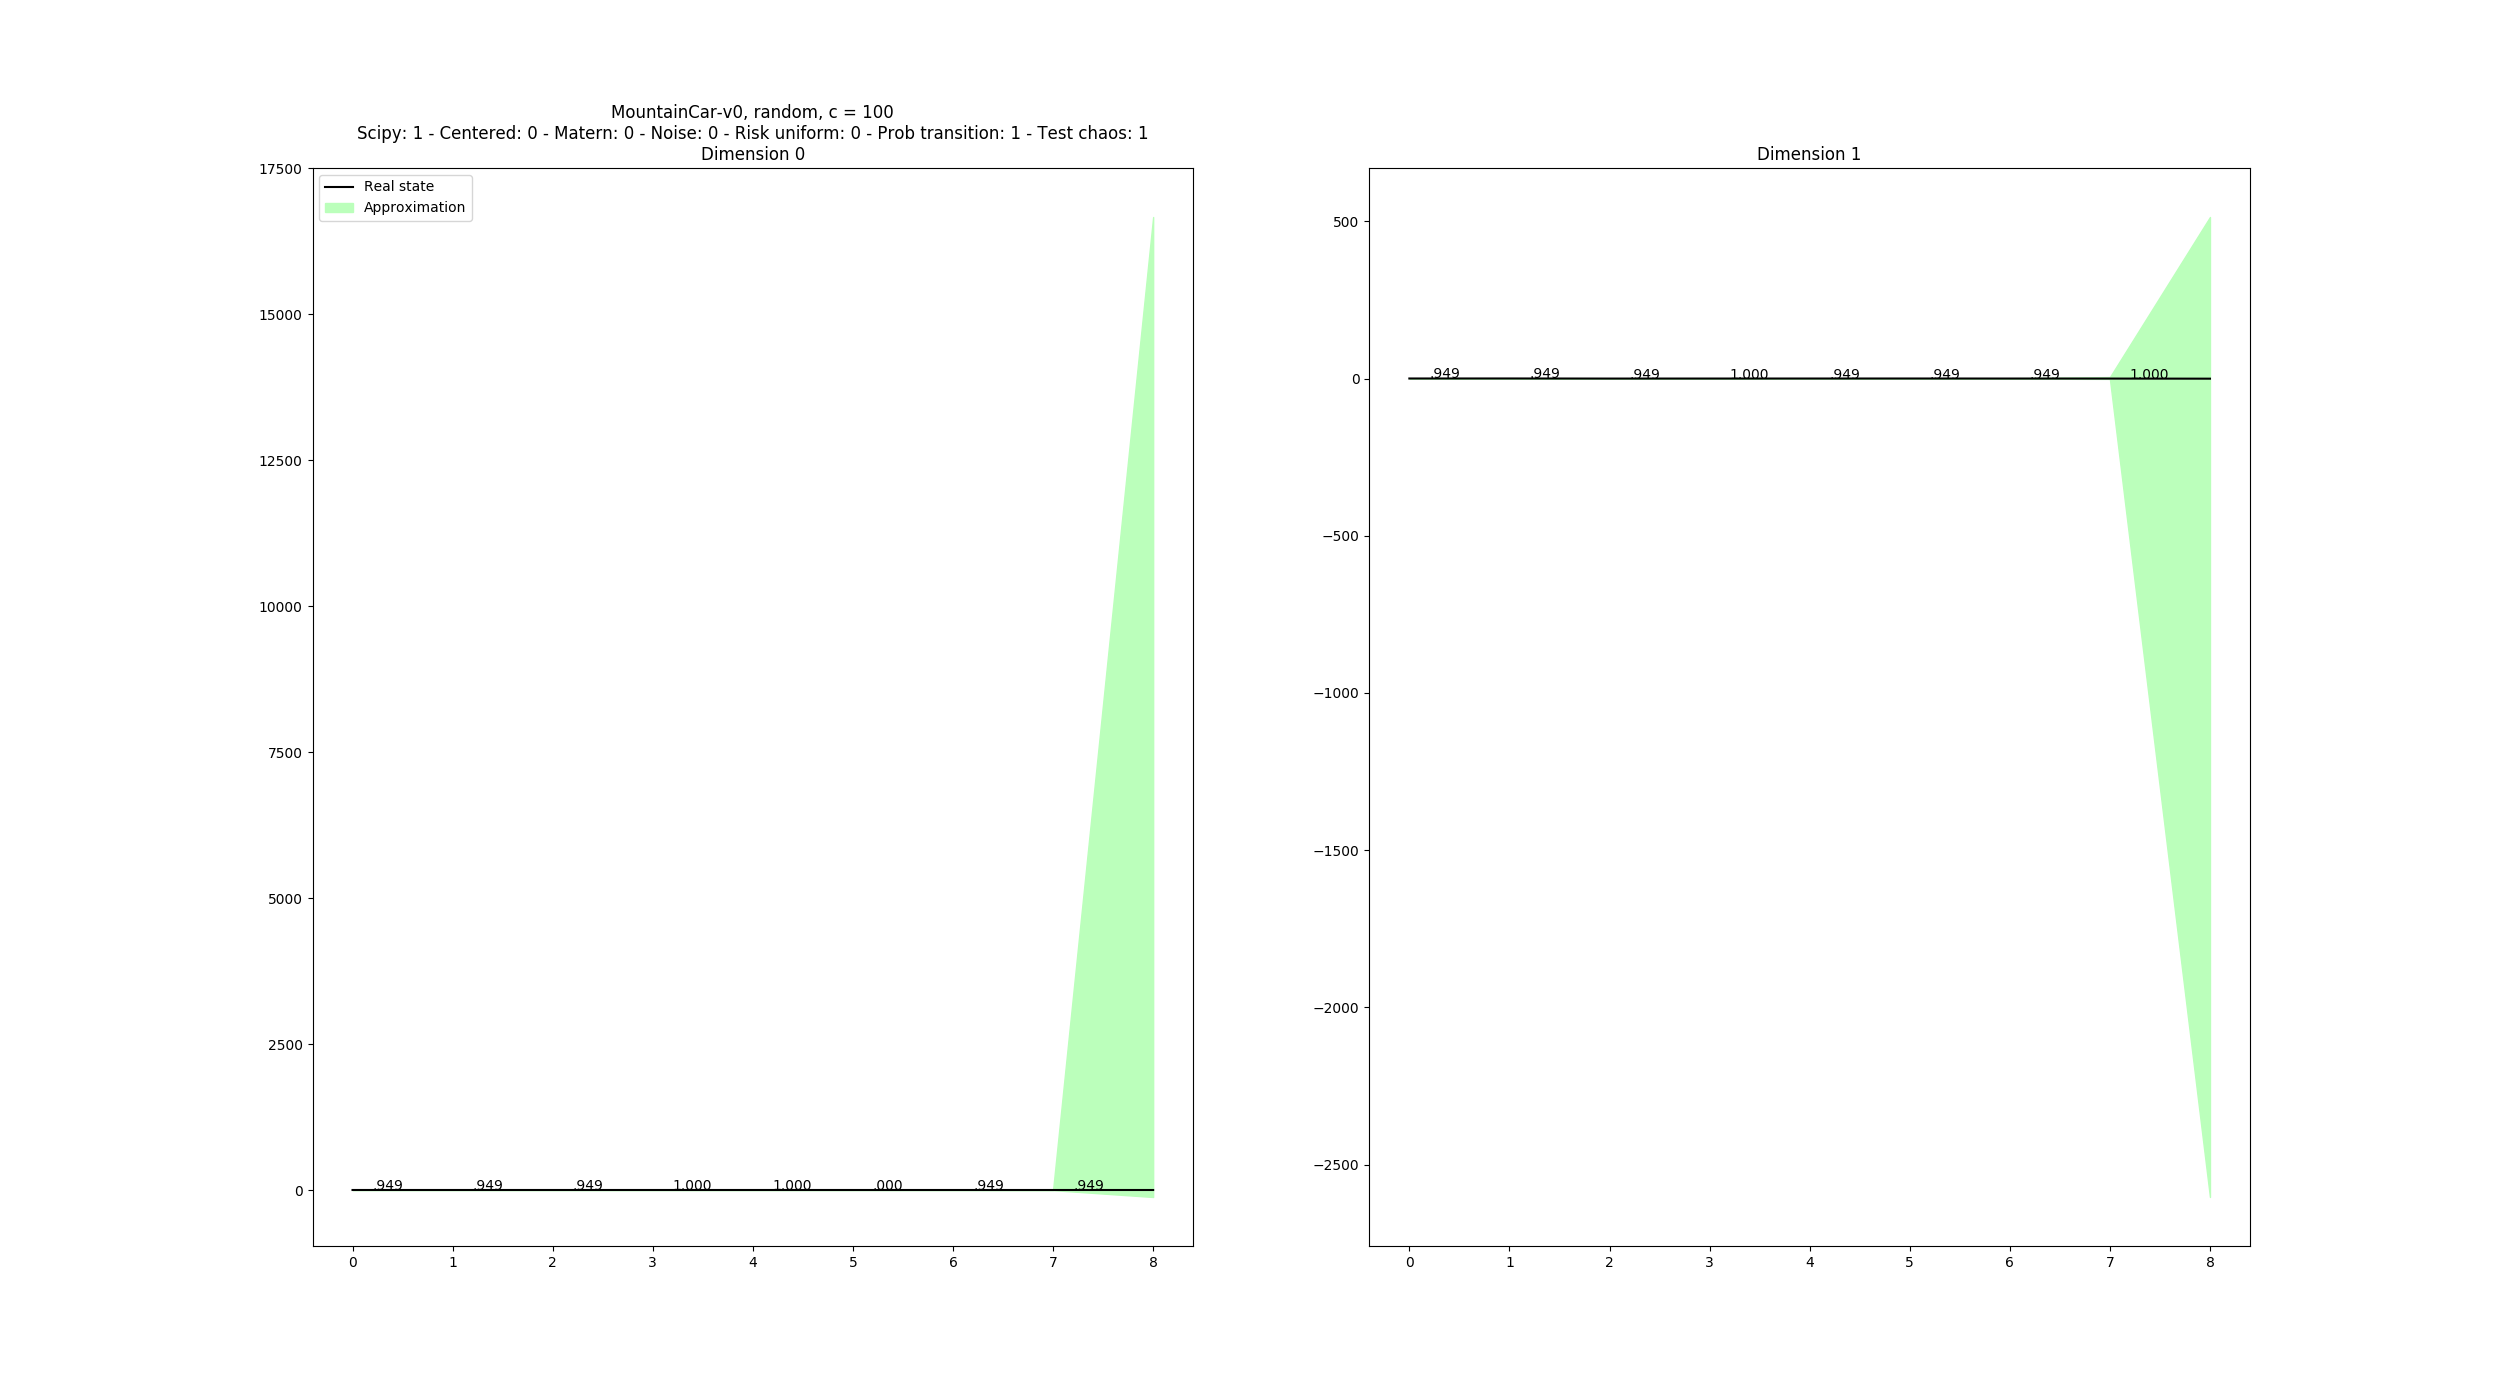 MountainCar-v0, random, c = 100
Scipy: 1 - Centered: 0 - Matern: 0 - Noise: 0 - Risk uniform: 0 - Prob transition: 1 - Test chaos: 1
Dimension 0
17500
15000
12500
10000
7500
5000
2500
0
Real state
Approximation
.949 .949 .949 1.000 1.000 .000 .949 .949
0 1 2 3 4 5 6 7 8
Dimension 1
500
0
−500
−1000
−1500
−2000
−2500
.949 .949 .949 1.000 .949 .949 .949 1.000
0 1 2 3 4 5 6 7 8